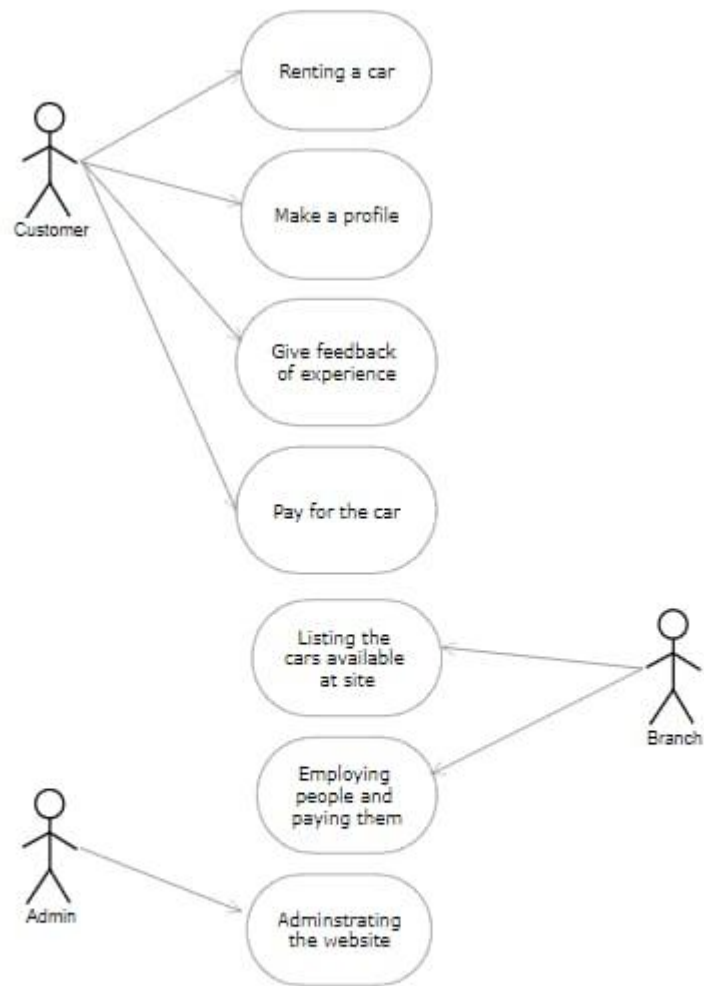 Renting a car
Customer
Make a profile
Give feedback
of experience
Pay for the car
Listing the
cars available
at site
Branch
Employing
people and
paying them
Admin
Adminstrating
the website